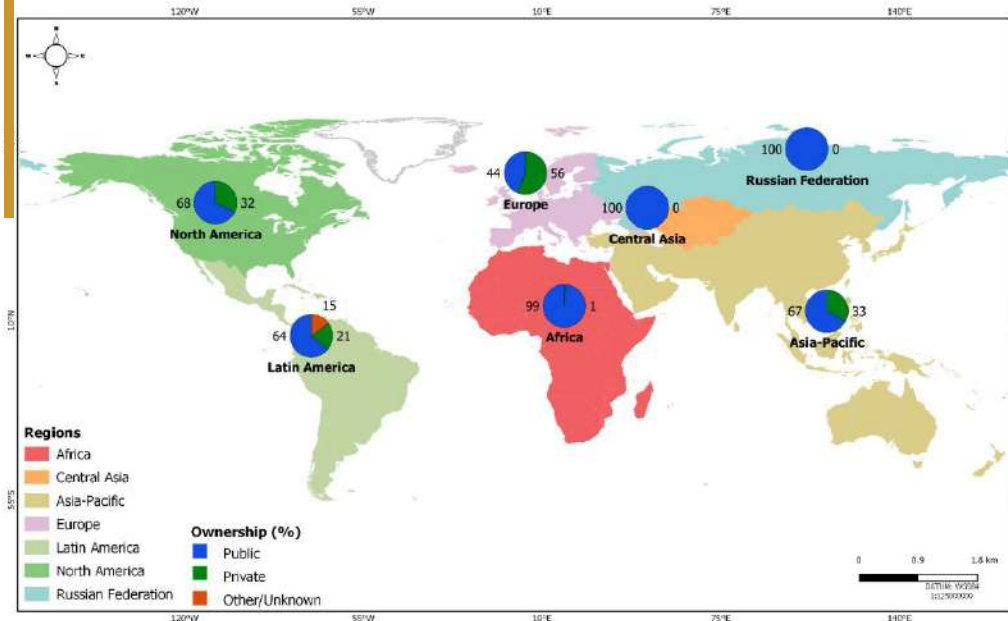 120°W 55°W 10°E 75°E 140°E
100 0
Russian Federation
44 56
Europe
68 32
North America
100 0
Central Asia
99 1
Africa
67 33
Asia-Pacific
15
64 21
Latin America
10°N
55°S
Regions
Africa
Central Asia
Asia-Pacific
Europe
Latin America
North America
Russian Federation
Ownership (%)
Public
Private
Other/Unknown
0 0.9 1.8 km
DATUM: WGS84
120°W 55°W 10°E 75°E 140°E